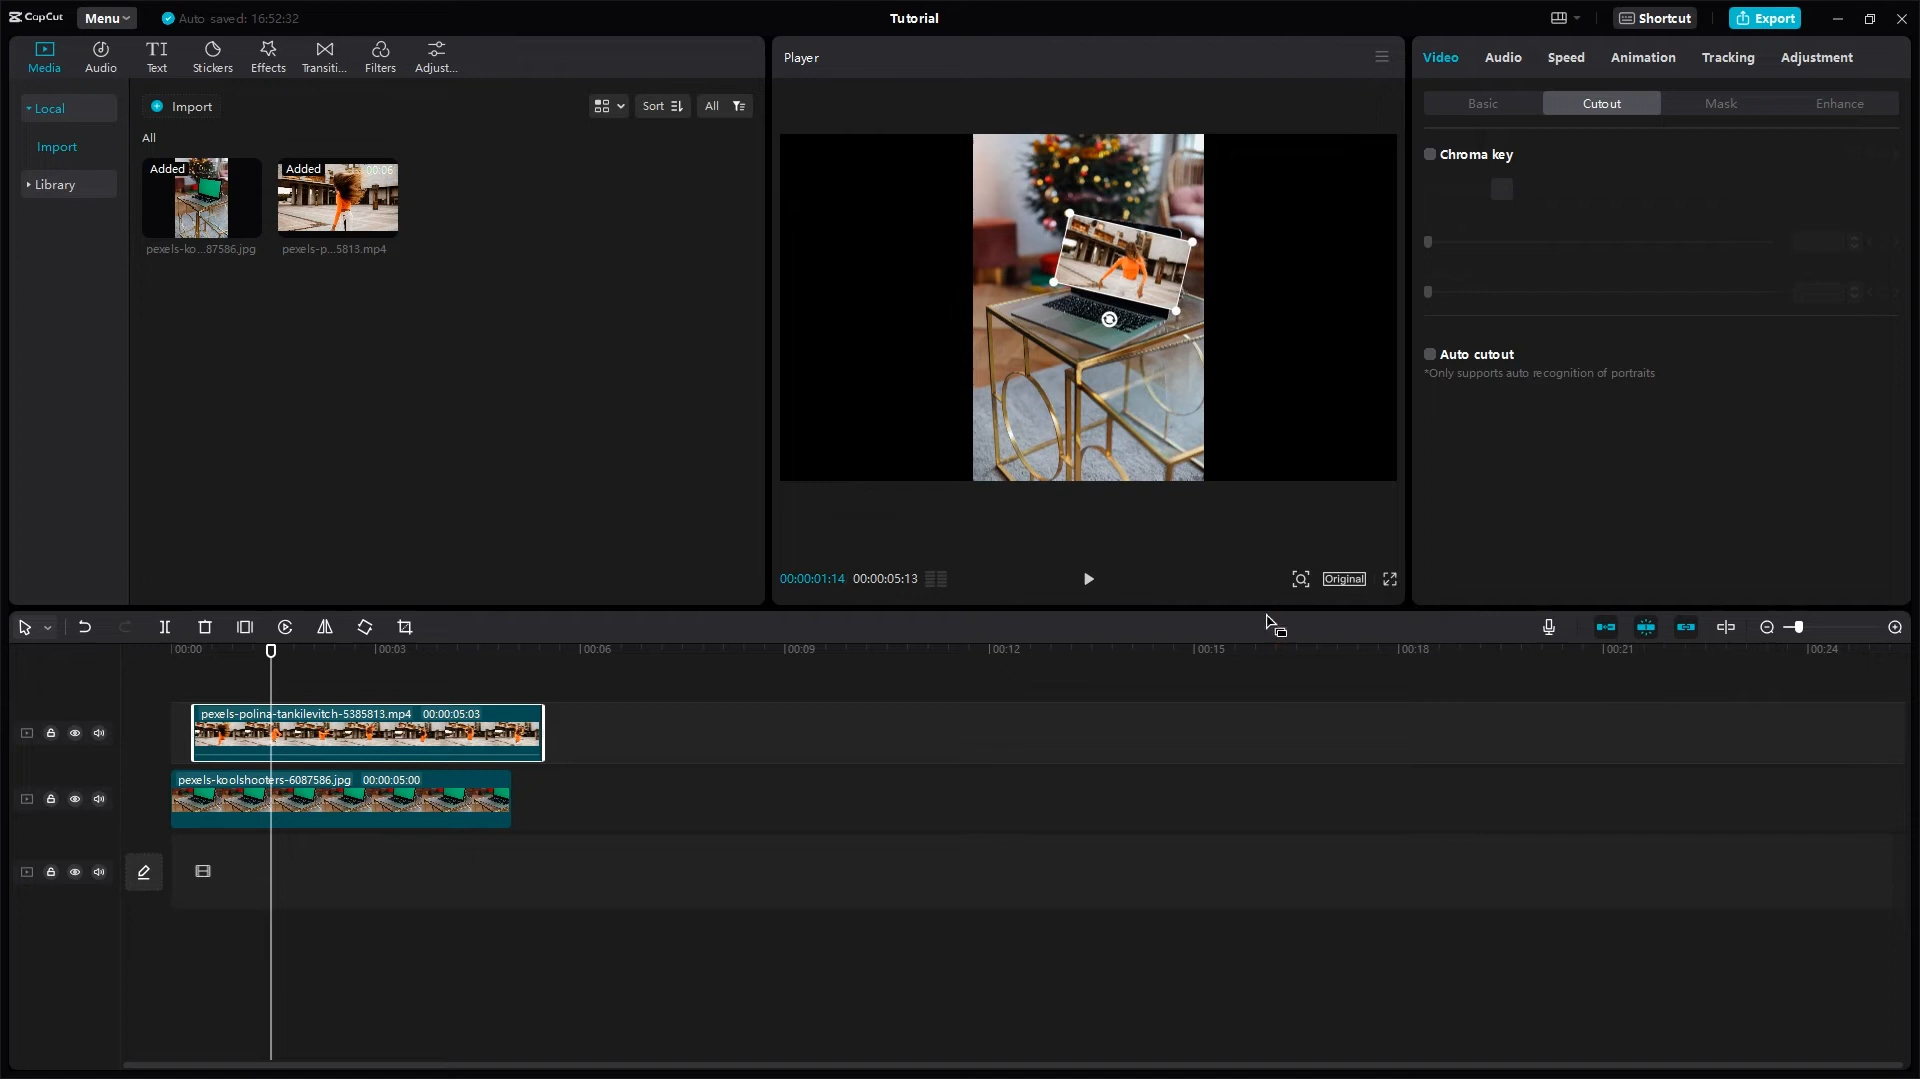 CapCut
Menu
Auto saved: 16:52:32
Tutorial
Shortcut
Export
Media
Audio
Text
Stickers
Effects
Transiti...
Filters
Adjust...
Player
Video
Audio
Speed
Animation
Tracking
Adjustment
Local
Import
Library
Import
Sort
All
All
Added
Added
00:06
pexels-ko...87586.jpg
pexels-p...5813.mp4
Basic
Cutout
Mask
Enhance
Chroma key
Auto cutout
*Only supports auto recognition of portraits
00:00:01:14
00:00:05:13
Original
00:00
00:03
00:06
00:09
00:12
00:15
00:18
00:21
00:24
pexels-polina-tankilevitch-5385813.mp4 00:00:05:03
pexels-koolshooters-6087586.jpg 00:00:05:00